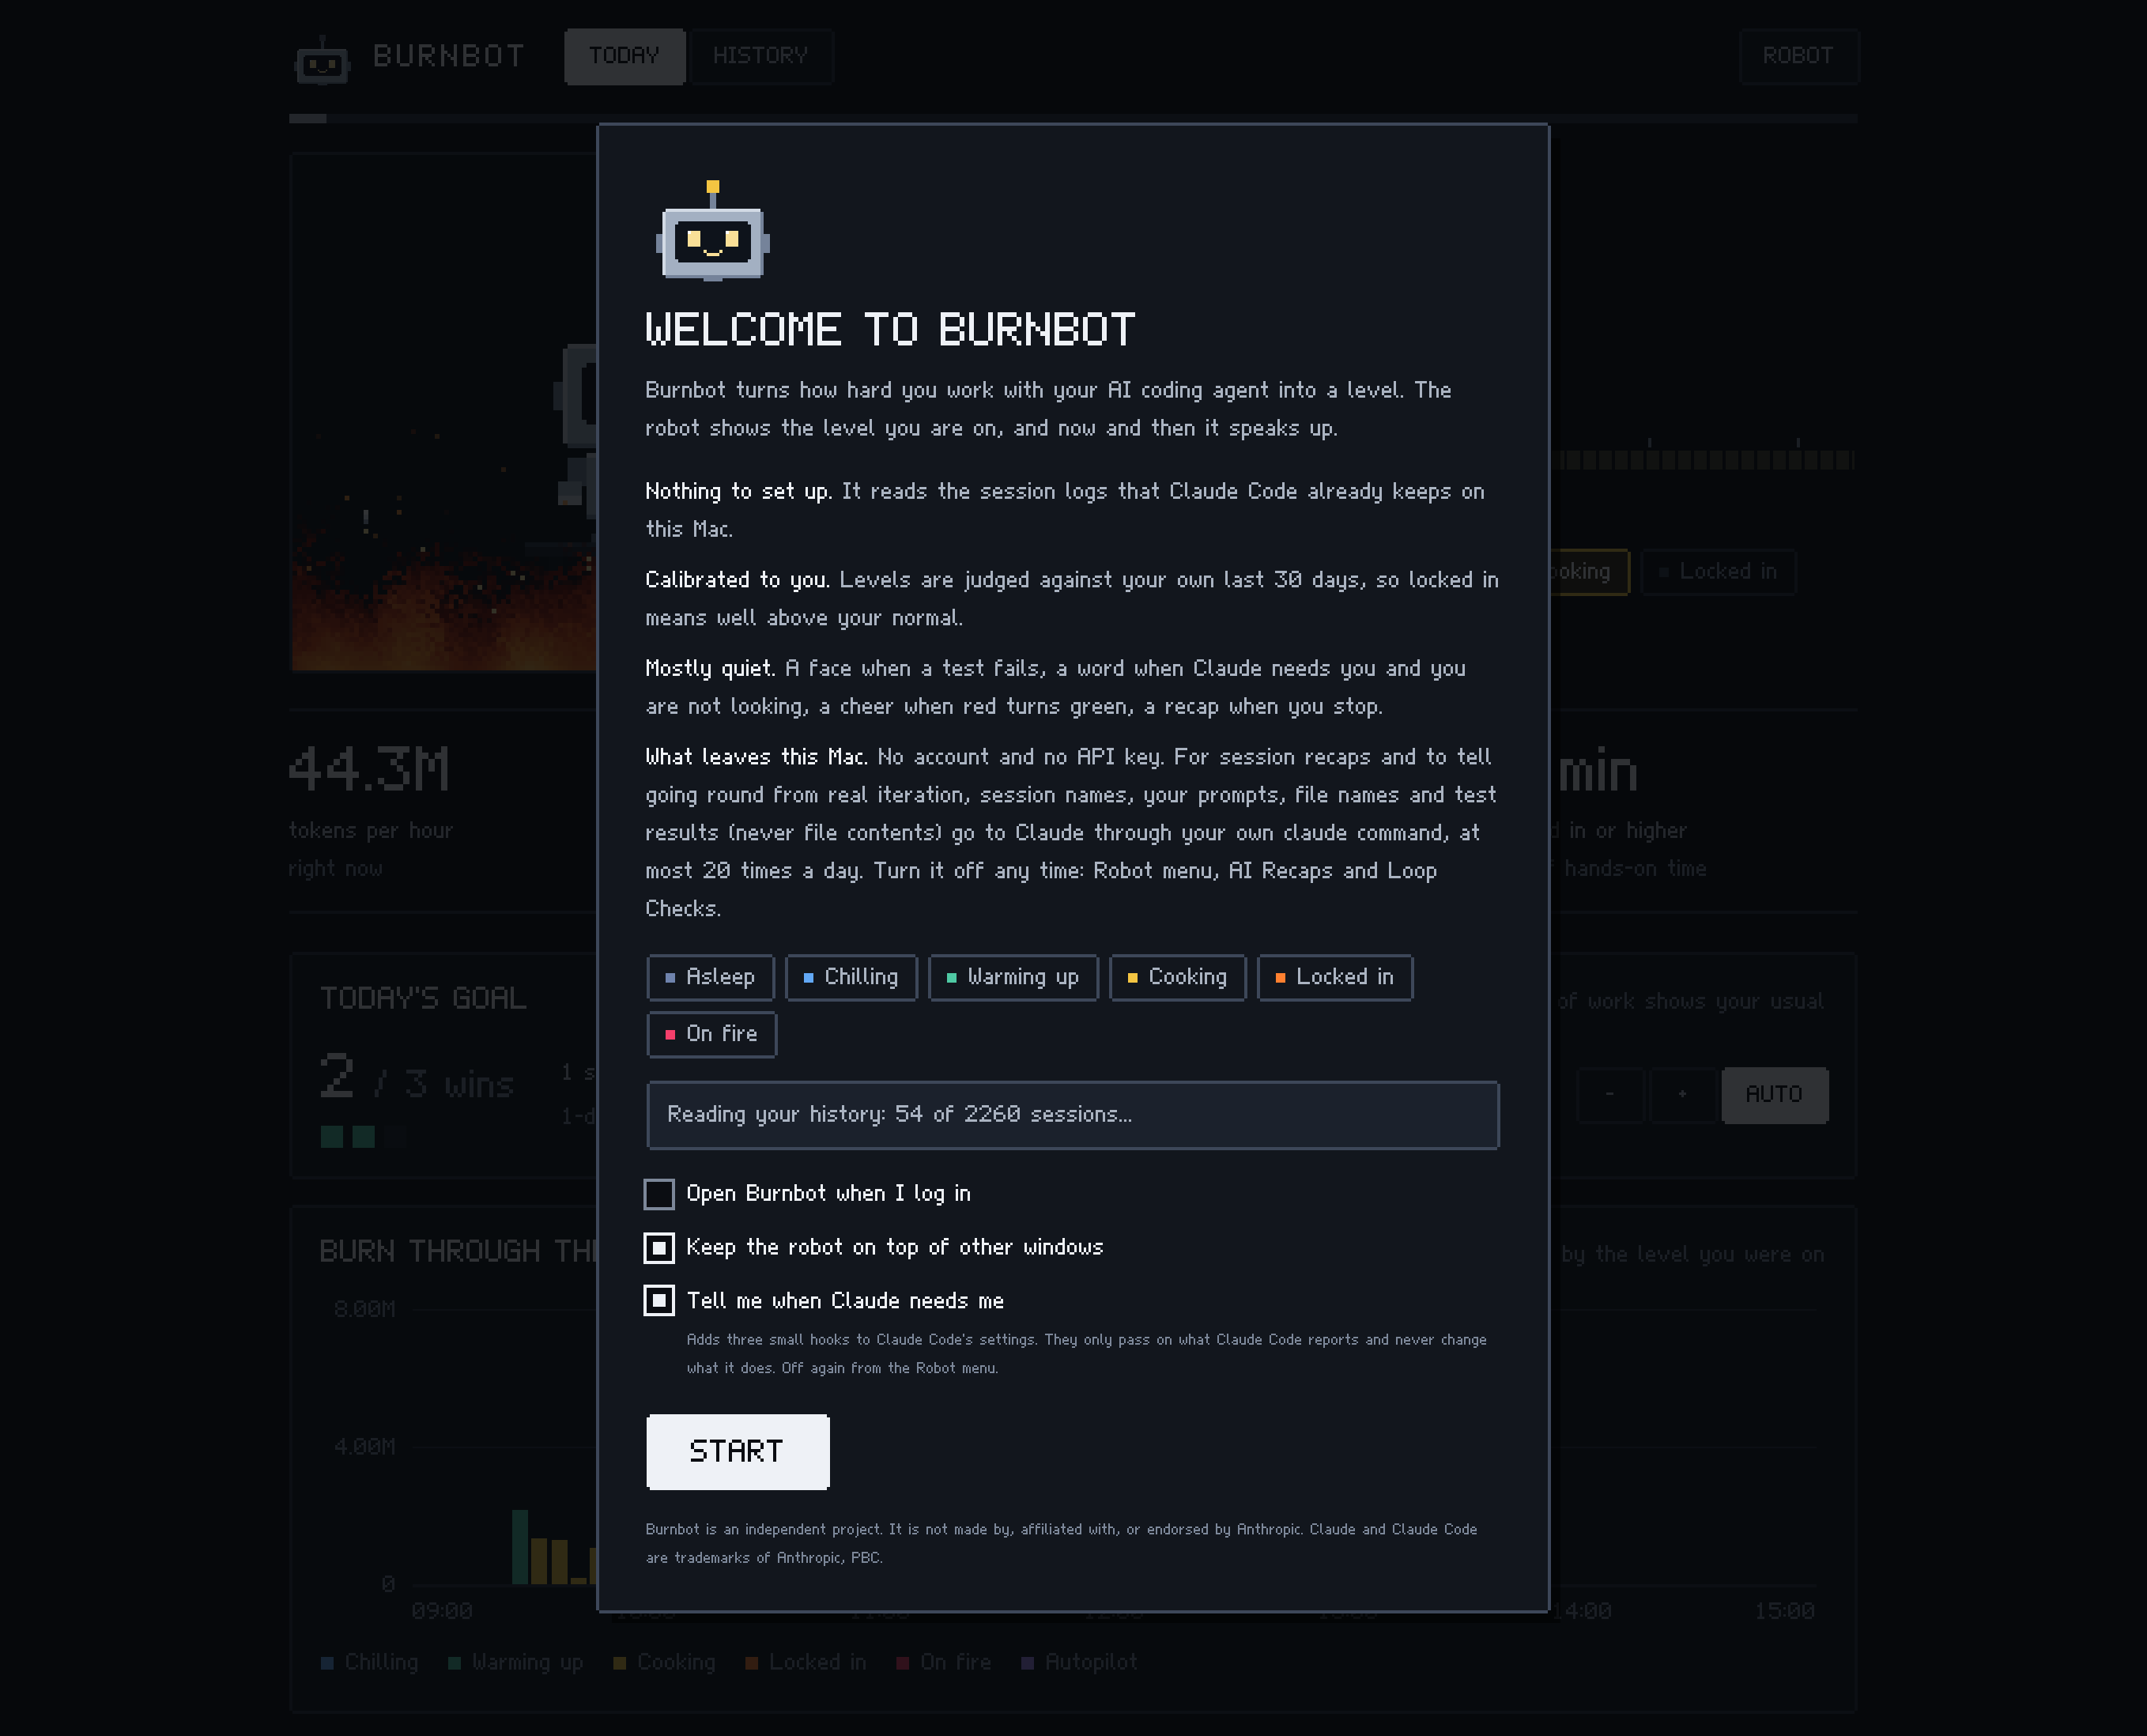 BURNBOT
TODAY
HISTORY
ROBOT
WELCOME TO BURNBOT
Burnbot turns how hard you work with your AI coding agent into a level. The
robot shows the level you are on, and now and then it speaks up.
Nothing to set up. It reads the session logs that Claude Code already keeps on
this Mac.
Calibrated to you. Levels are judged against your own last 30 days, so locked in
means well above your normal.
Mostly quiet. A face when a test fails, a word when Claude needs you and you
are not looking, a cheer when red turns green, a recap when you stop.
What leaves this Mac. No account and no API key. For session recaps and to tell
going round from real iteration, session names, your prompts, file names and test
results (never file contents) go to Claude through your own claude command, at
most 20 times a day. Turn it off any time: Robot menu, AI Recaps and Loop
Checks.
Asleep
Chilling
Warming up
Cooking
Locked in
On fire
Reading your history: 54 of 2260 sessions...
Open Burnbot when I log in
Keep the robot on top of other windows
Tell me when Claude needs me
Adds three small hooks to Claude Code's settings. They only pass on what Claude Code reports and never change
what it does. Off again from the Robot menu.
START
Burnbot is an independent project. It is not made by, affiliated with, or endorsed by Anthropic. Claude and Claude Code
are trademarks of Anthropic, PBC.
Locked in
44.3M
tokens per hour
right now
min
in or higher
hands-on time
TODAY'S GOAL
2 / 3 wins
of work shows your usual
-
+
AUTO
BURN THROUGH
by the level you were on
8.00M
4.00M
0
09:00
14:00
15:00
Chilling
Warming up
Cooking
Locked in
On fire
Autopilot